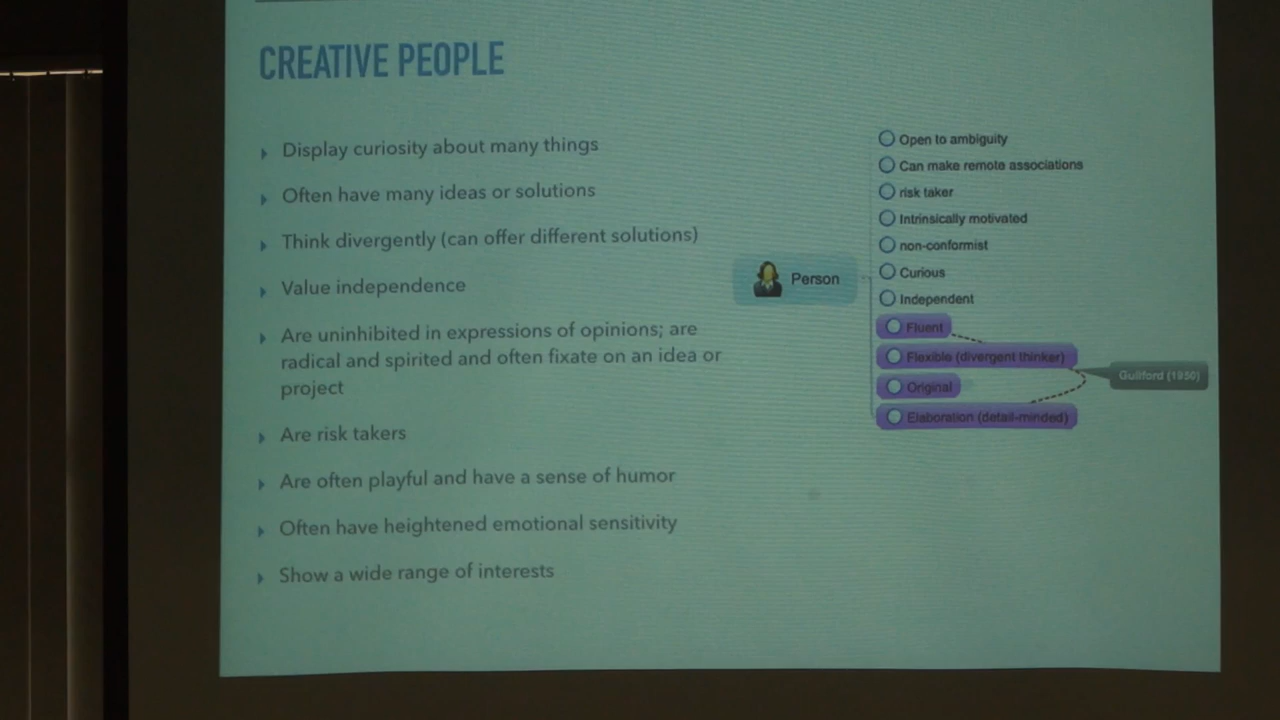 CREATIVE PEOPLE
Display curiosity about many things
Often have many ideas or solutions
Think divergently (can offer different solutions)
Value independence
Are uninhibited in expressions of opinions; are
radical and spirited and often fixate on an idea or
project
Are risk takers
Are often playful and have a sense of humor
Often have heightened emotional sensitivity
Show a wide range of interests
Person
Open to ambiguity
Can make remote associations
risk taker
Intrinsically motivated
non-conformist
Curious
Independent
Fluent
Flexible (divergent thinker)
Original
Elaboration (detail-minded)
Guilford (1950)